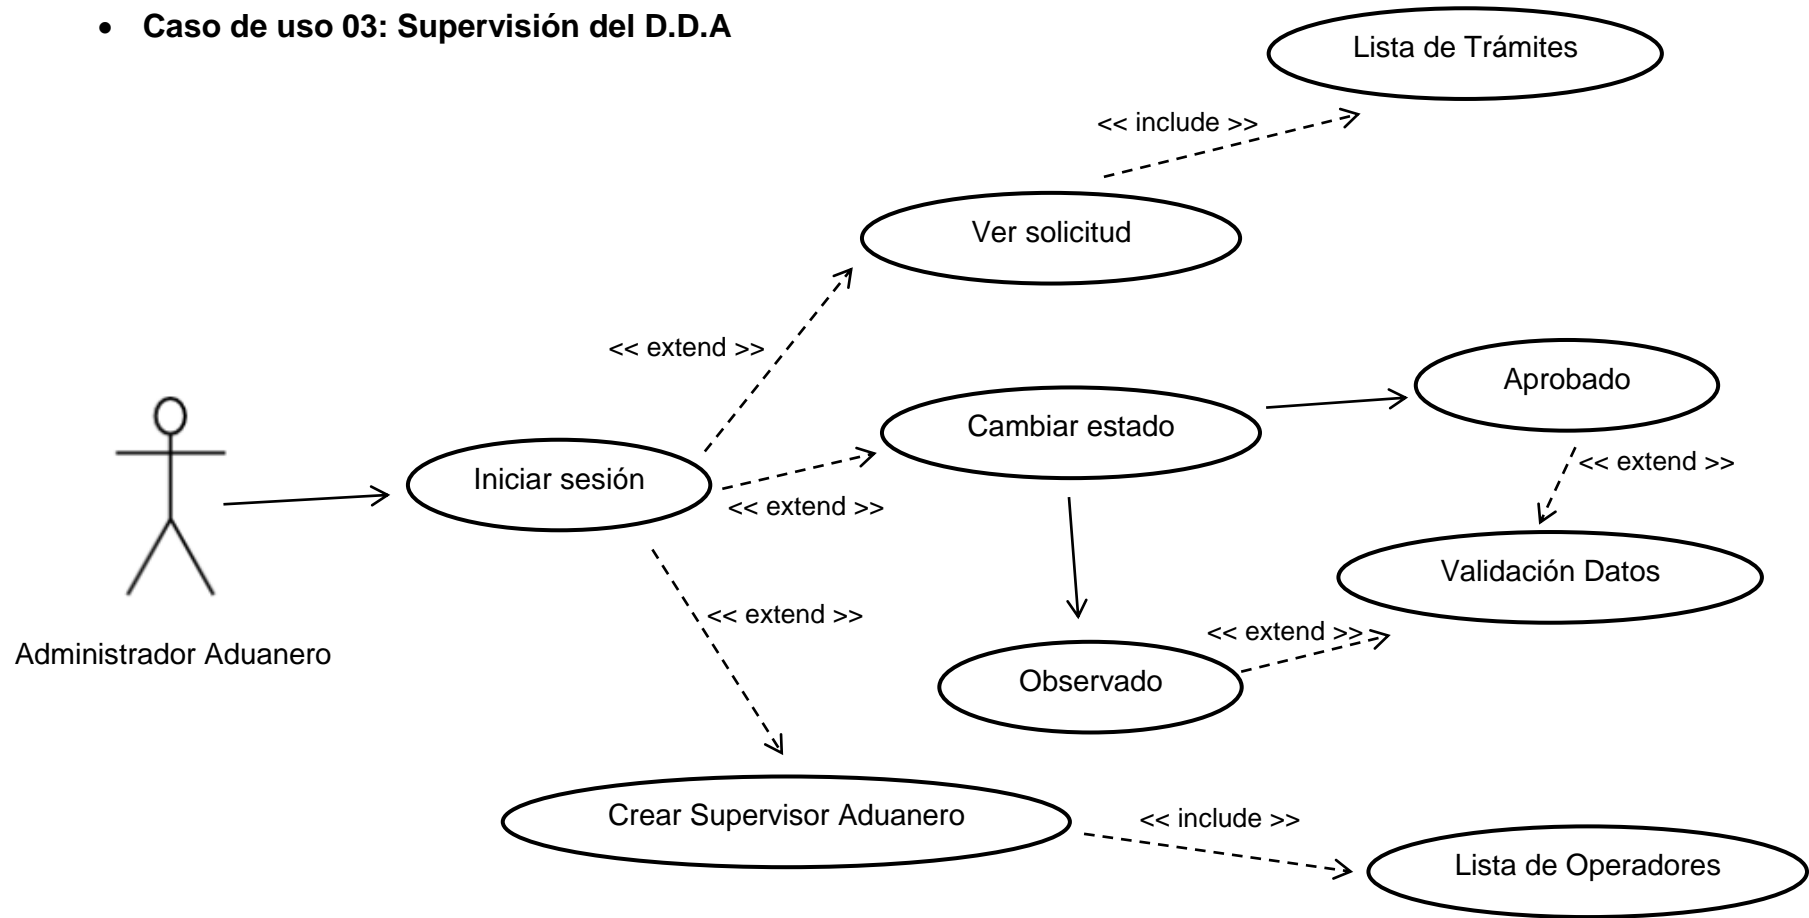 • Caso de uso 03: Supervisión del D.D.A
Lista de Trámites
<< include >>
Ver solicitud
<< extend >>
Aprobado
Cambiar estado
<< extend >>
Iniciar sesión
<< extend >>
Validación Datos
<< extend >>
<< extend >>
Administrador Aduanero
Observado
Crear Supervisor Aduanero
<< include >>
Lista de Operadores